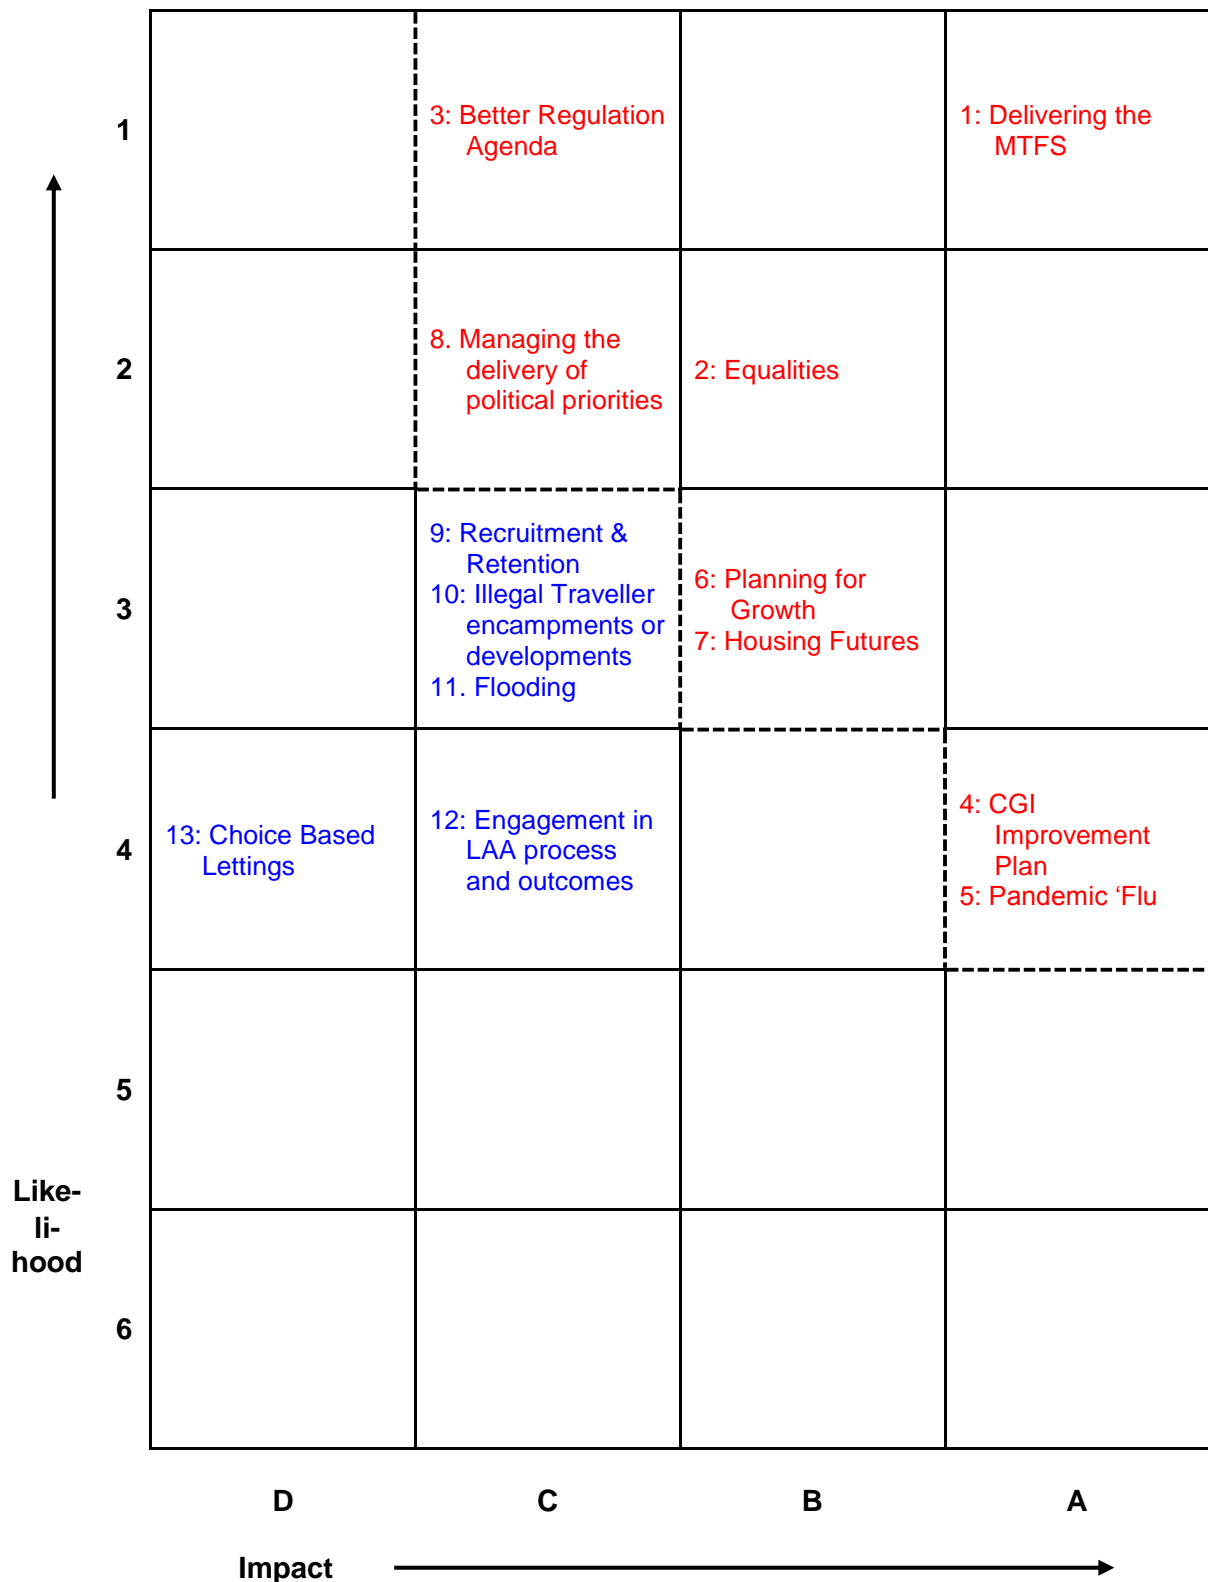 1
3: Better Regulation
Agenda
1: Delivering the
MTFS
2
8. Managing the
delivery of
political priorities
2: Equalities
3
9: Recruitment &
Retention
10: Illegal Traveller
encampments or
developments
11. Flooding
6: Planning for
Growth
7: Housing Futures
4
13: Choice Based
Lettings
12: Engagement in
LAA process
and outcomes
4: CGI
Improvement
Plan
5: Pandemic ‘Flu
5
Like-
li-
hood
6
D
C
B
A
Impact